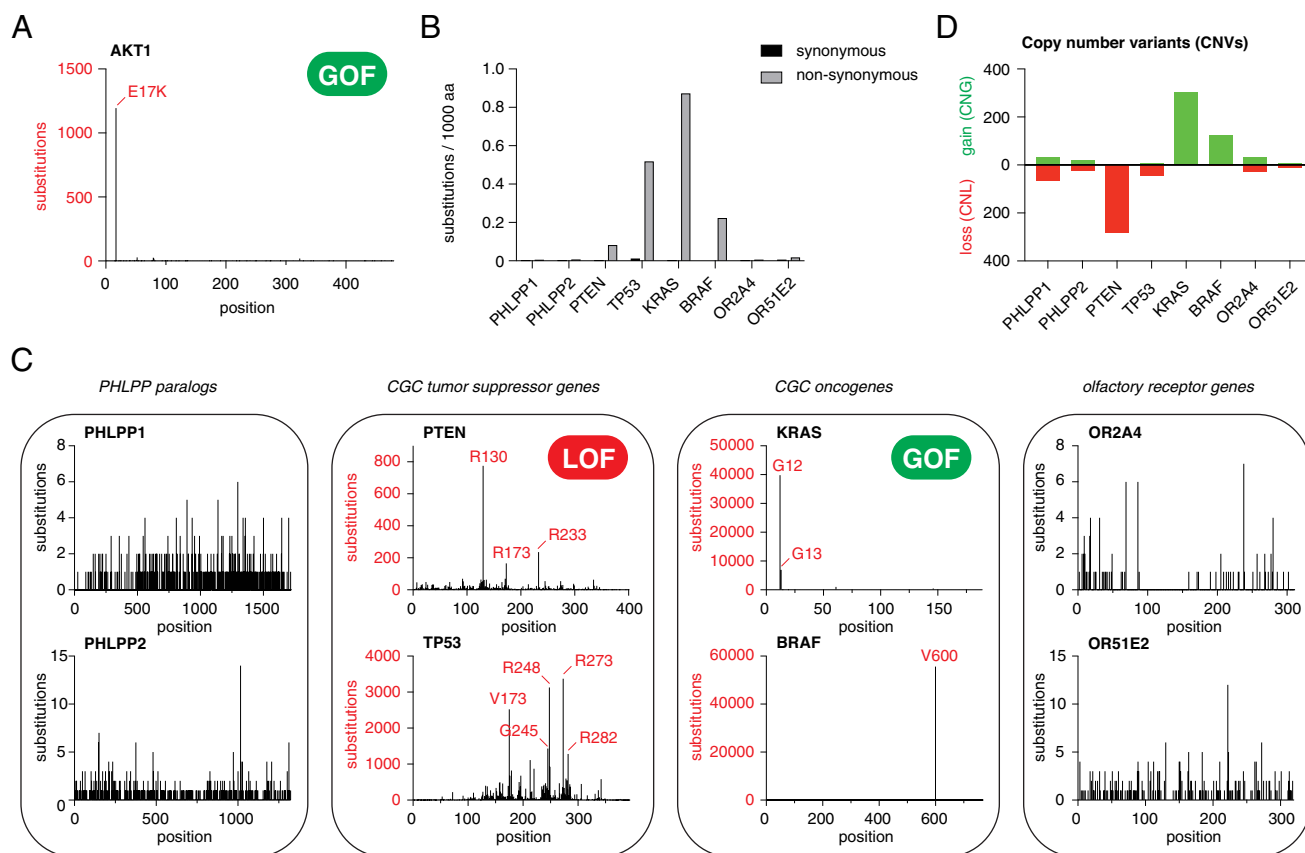 A
AKT1
GOF
E17K
substitutions
1500
1000
500
0
0 100 200 300 400
position
B
synonymous
non-synonymous
substitutions / 1000 aa
1.0
0.8
0.6
0.4
0.2
0
PHLPP1 PHLPP2 PTEN TP53 KRAS BRAF OR2A4 OR51E2
D
Copy number variants (CNVs)
gain (CNG)
loss (CNL)
400
200
0
200
400
PHLPP1 PHLPP2 PTEN TP53 KRAS BRAF OR2A4 OR51E2
C
PHLPP paralogs
PHLPP1
substitutions
8
6
4
2
0
0 500 1000 1500
position
PHLPP2
substitutions
15
10
5
0
0 500 1000
position
CGC tumor suppressor genes
PTEN
LOF
R130
R173
R233
substitutions
800
600
400
200
0
0 100 200 300 400
position
TP53
R248
R273
V173
G245
R282
substitutions
4000
3000
2000
1000
0
0 100 200 300
position
CGC oncogenes
KRAS
GOF
G12
G13
substitutions
50000
40000
30000
20000
10000
0
0 50 100 150
position
BRAF
V600
substitutions
60000
40000
20000
0
0 200 400 600
position
olfactory receptor genes
OR2A4
substitutions
8
6
4
2
0
0 100 200 300
position
OR51E2
substitutions
15
10
5
0
0 100 200 300
position